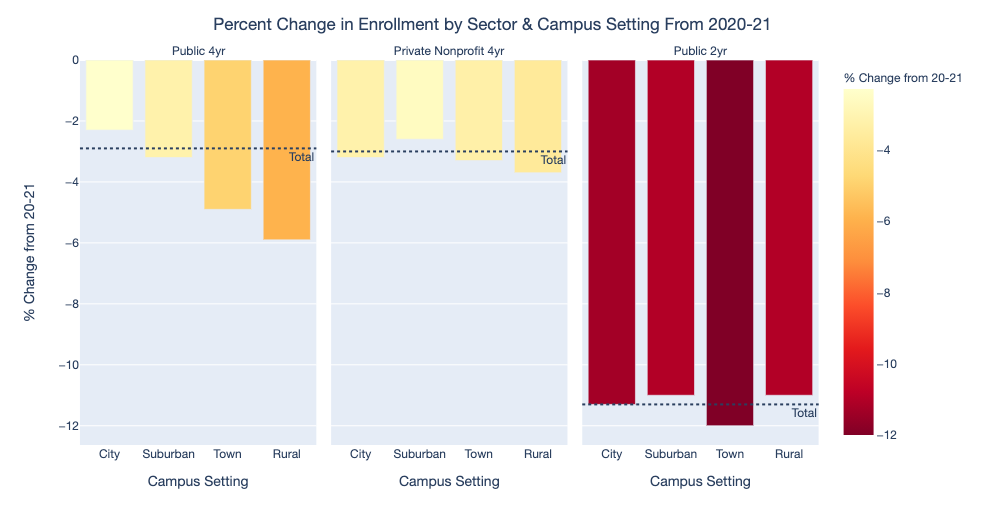 Percent Change in Enrollment by Sector & Campus Setting From 2020-21
Public 4yr
Private Nonprofit 4yr
Public 2yr
% Change from 20-21
0
−2
−4
−6
−8
−10
−12
% Change from 20-21
Total
Total
Total
City Suburban Town Rural
City Suburban Town Rural
City Suburban Town Rural
Campus Setting
Campus Setting
Campus Setting
−4
−6
−8
−10
−12